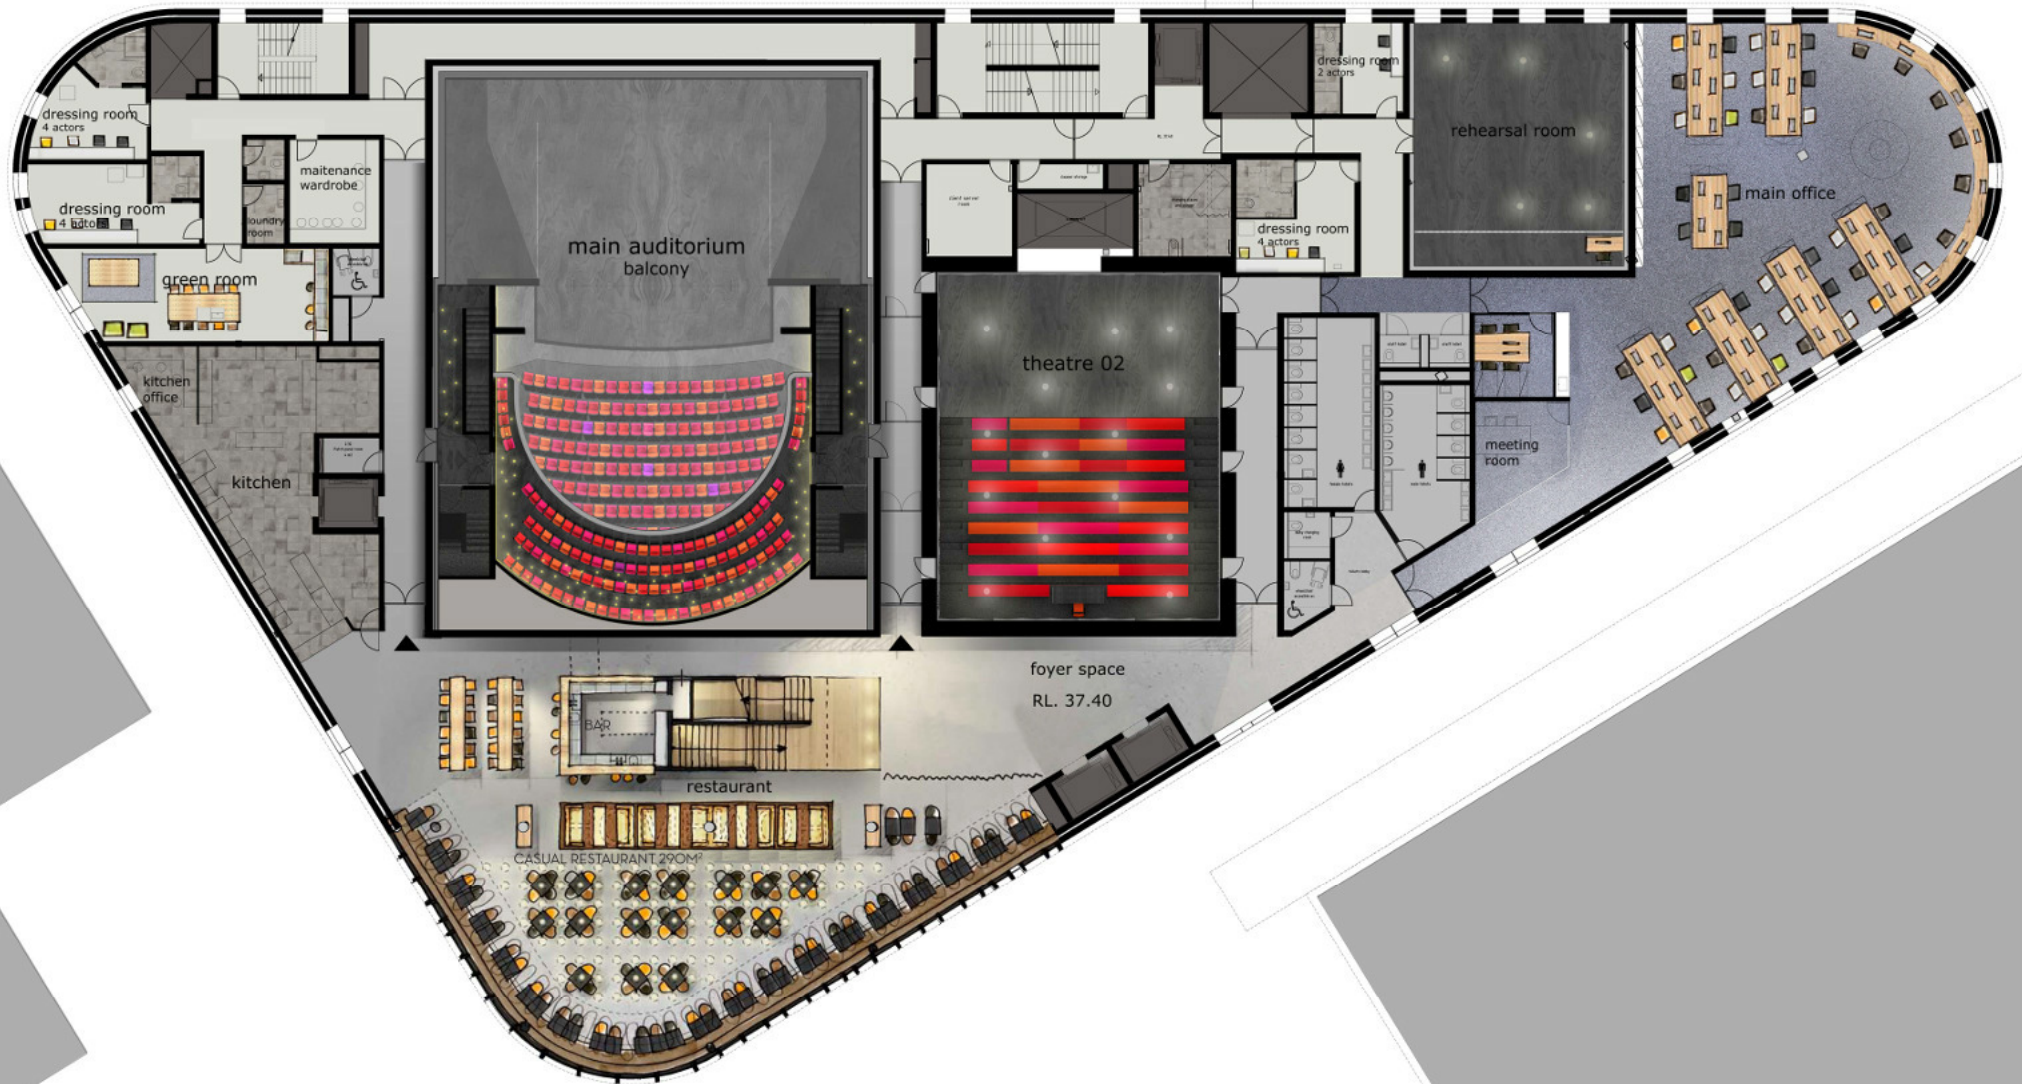 dressing room
2 actors
dressing room
4 actors
rehearsal room
maitenance
wardrobe
main office
dressing room
4 actors
laundry
room
dressing room
4 actors
main auditorium
balcony
green room
theatre 02
kitchen
office
meeting
room
kitchen
foyer space
RL. 37.40
BAR
restaurant
CASUAL RESTAURANT 290M²